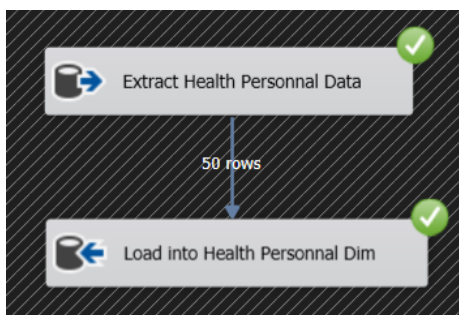 Extract Health Personnal Data
50 rows
Load into Health Personnal Dim